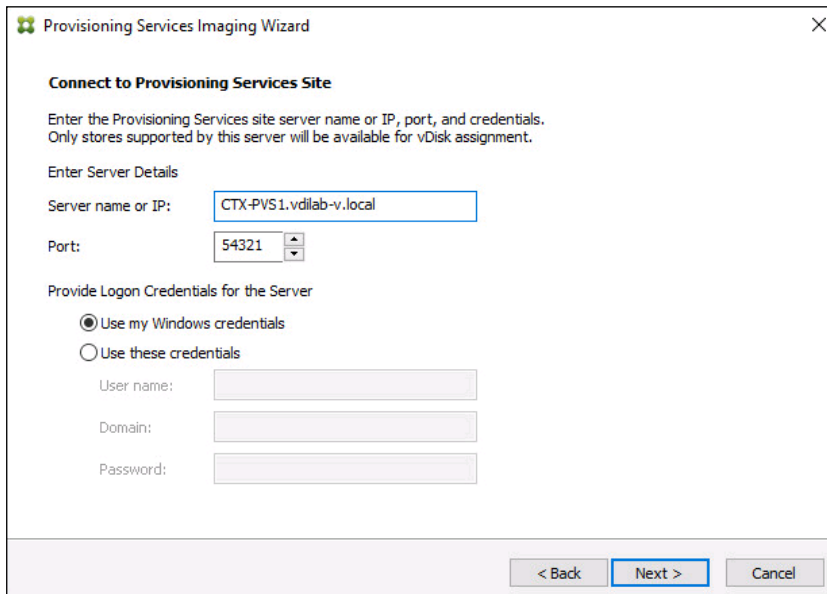 Provisioning Services Imaging Wizard
Connect to Provisioning Services Site
Enter the Provisioning Services site server name or IP, port, and credentials.
Only stores supported by this server will be available for vDisk assignment.
Enter Server Details
Server name or IP: CTX-PVS1.vdilab-v.local
Port: 54321
Provide Logon Credentials for the Server
Use my Windows credentials
Use these credentials
User name:
Domain:
Password:
< Back Next > Cancel